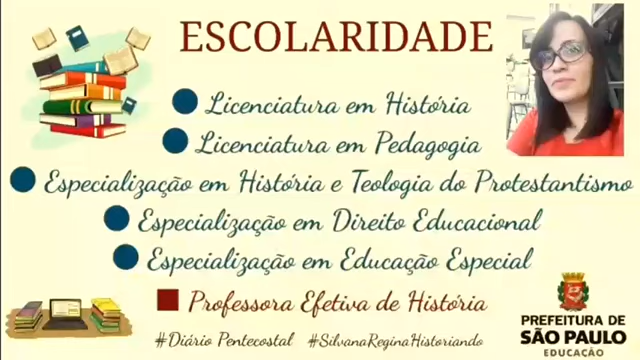 ESCOLARIDADE
Licenciatura em História
Licenciatura em Pedagogia
Especialização em História e Teologia do Protestantismo
Especialização em Direito Educacional
Especialização em Educação Especial
Professora Efetiva de História
#Diário Pentecostal #SilvanaReginaHistoriando
PREFEITURA DE
SÃO PAULO
EDUCAÇÃO